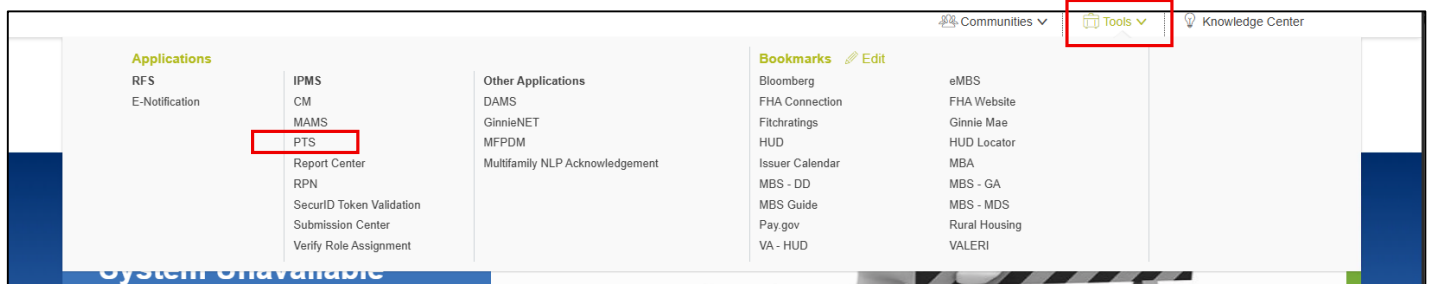 Communities
Tools
Knowledge Center
Applications
RFS
E-Notification
IPMS
CM
MAMS
PTS
Report Center
RPN
SecurID Token Validation
Submission Center
Verify Role Assignment
Other Applications
DAMS
GinnieNET
MFPDM
Multifamily NLP Acknowledgement
Bookmarks Edit
Bloomberg
FHA Connection
Fitchratings
HUD
Issuer Calendar
MBS - DD
MBS Guide
Pay.gov
VA - HUD
eMBS
FHA Website
Ginnie Mae
HUD Locator
MBA
MBS - GA
MBS - MDS
Rural Housing
VALERI
System Unavailable